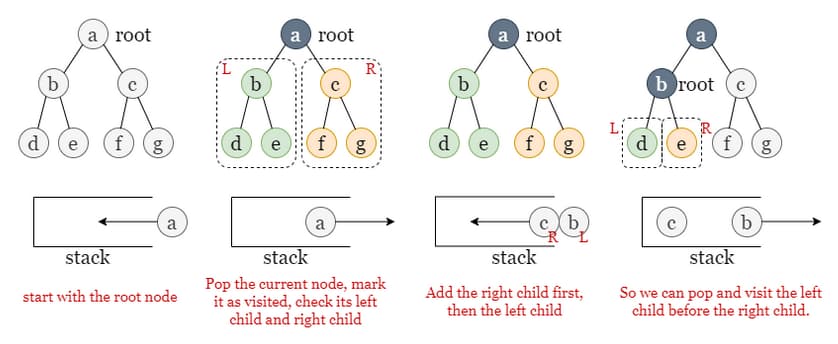 a root
b c
d e f g
a
stack
start with the root node
a root
L R
b c
d e f g
a
stack
Pop the current node, mark
it as visited, check its left
child and right child
a root
b c
d e f g
c b
R L
stack
Add the right child first,
then the left child
a
b root c
L R
d e f g
c b
stack
So we can pop and visit the left
child before the right child.